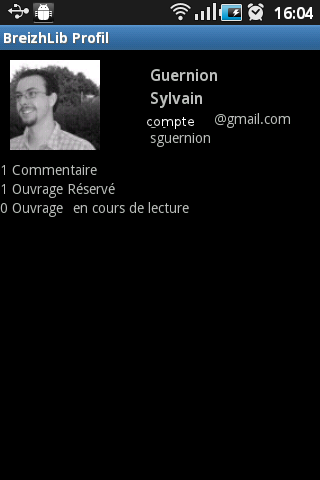 16:04
BreizhLib Profil
Guernion
Sylvain
compte @gmail.com
sguernion
1 Commentaire
1 Ouvrage Réservé
0 Ouvrage en cours de lecture